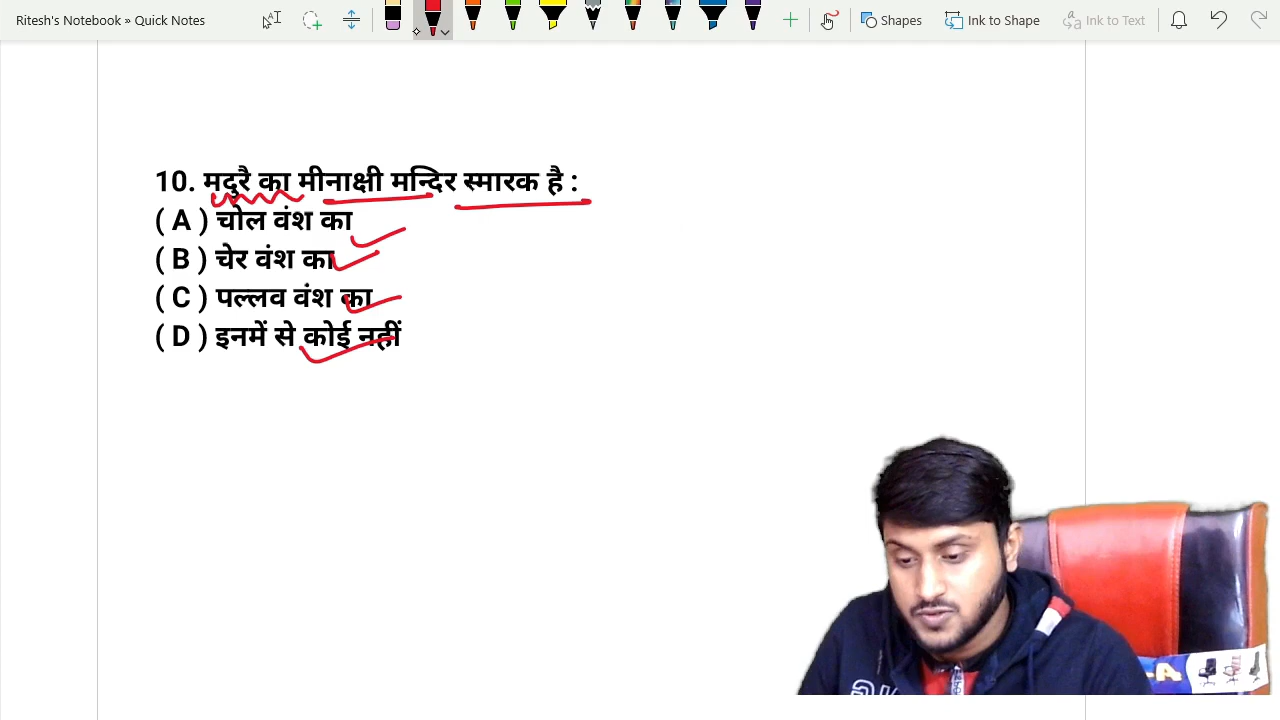 Ritesh's Notebook » Quick Notes
Shapes
Ink to Shape
Ink to Text
10. मदुरै का मीनाक्षी मन्दिर स्मारक है :
( A ) चोल वंश का
( B ) चेर वंश का
( C ) पल्लव वंश का
( D ) इनमें से कोई नहीं